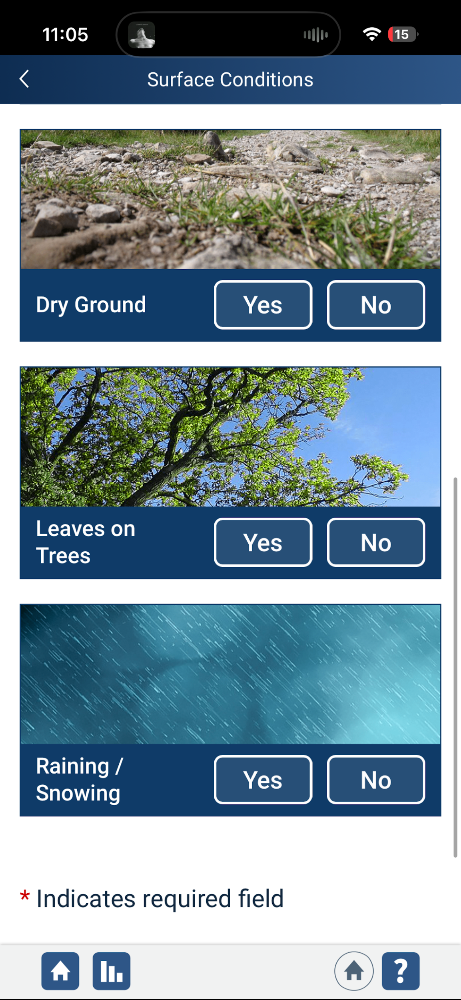 11:05
15
Surface Conditions
Dry Ground
Yes
No
Leaves on
Trees
Yes
No
Raining /
Snowing
Yes
No
* Indicates required field
?